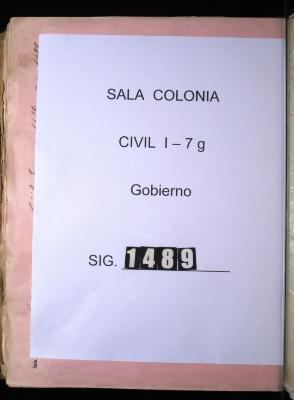 SALA COLONIA
CIVIL I – 7 g
Gobierno
SIG. 1489